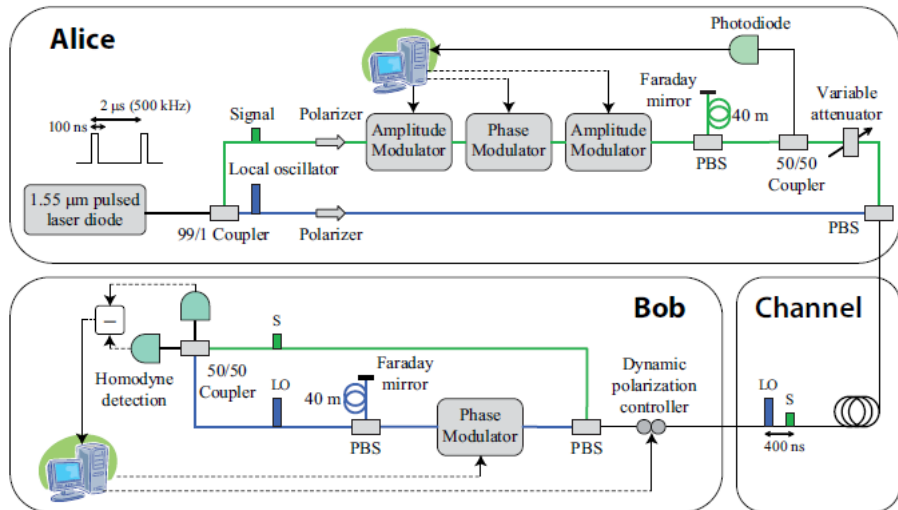 Alice
Photodiode
2 µs (500 kHz)
100 ns
Signal
Polarizer
Faraday
mirror
40 m
Variable
attenuator
Amplitude
Modulator
Phase
Modulator
Amplitude
Modulator
Local oscillator
PBS
50/50
Coupler
1.55 µm pulsed
laser diode
99/1 Coupler
Polarizer
PBS
Bob
Channel
–
S
Homodyne
detection
50/50
Coupler
LO
40 m
Faraday
mirror
Dynamic
polarization
controller
Phase
Modulator
PBS
PBS
LO
S
400 ns